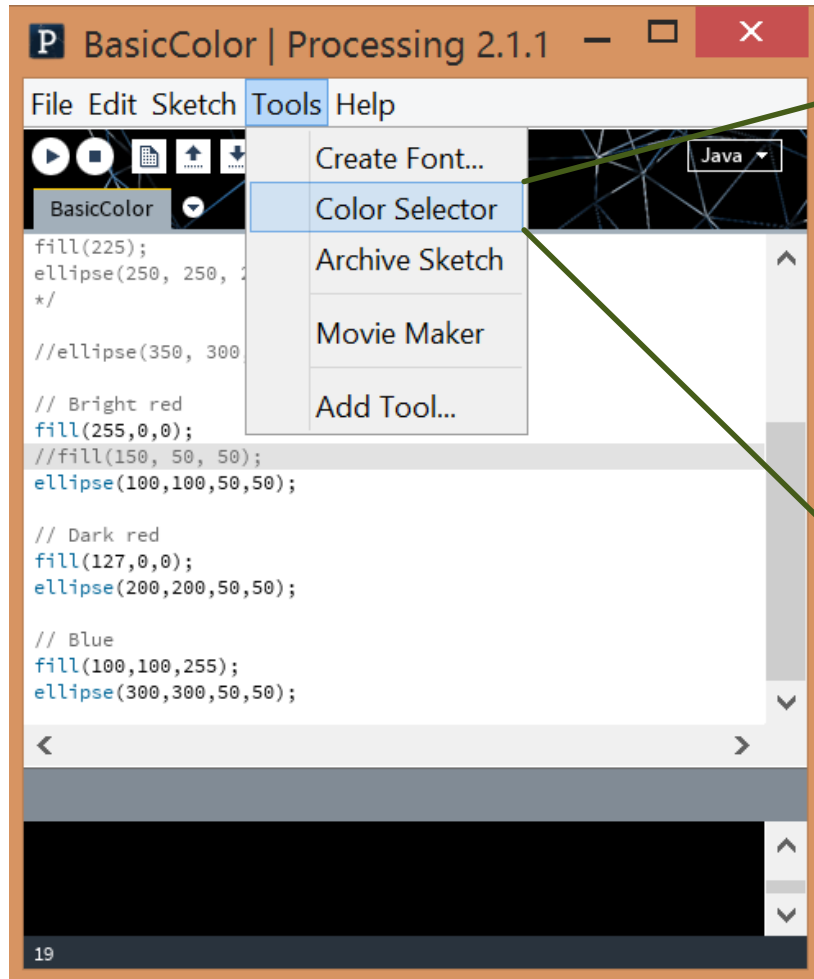 P BasicColor | Processing 2.1.1
File Edit Sketch Tools Help
Create Font...
Color Selector
Archive Sketch
Movie Maker
Add Tool...
Java
BasicColor
fill(225);
ellipse(250, 250,
*/
//ellipse(350, 300
// Bright red
fill(255,0,0);
//fill(150, 50, 50);
ellipse(100,100,50,50);
// Dark red
fill(127,0,0);
ellipse(200,200,50,50);
// Blue
fill(100,100,255);
ellipse(300,300,50,50);
19